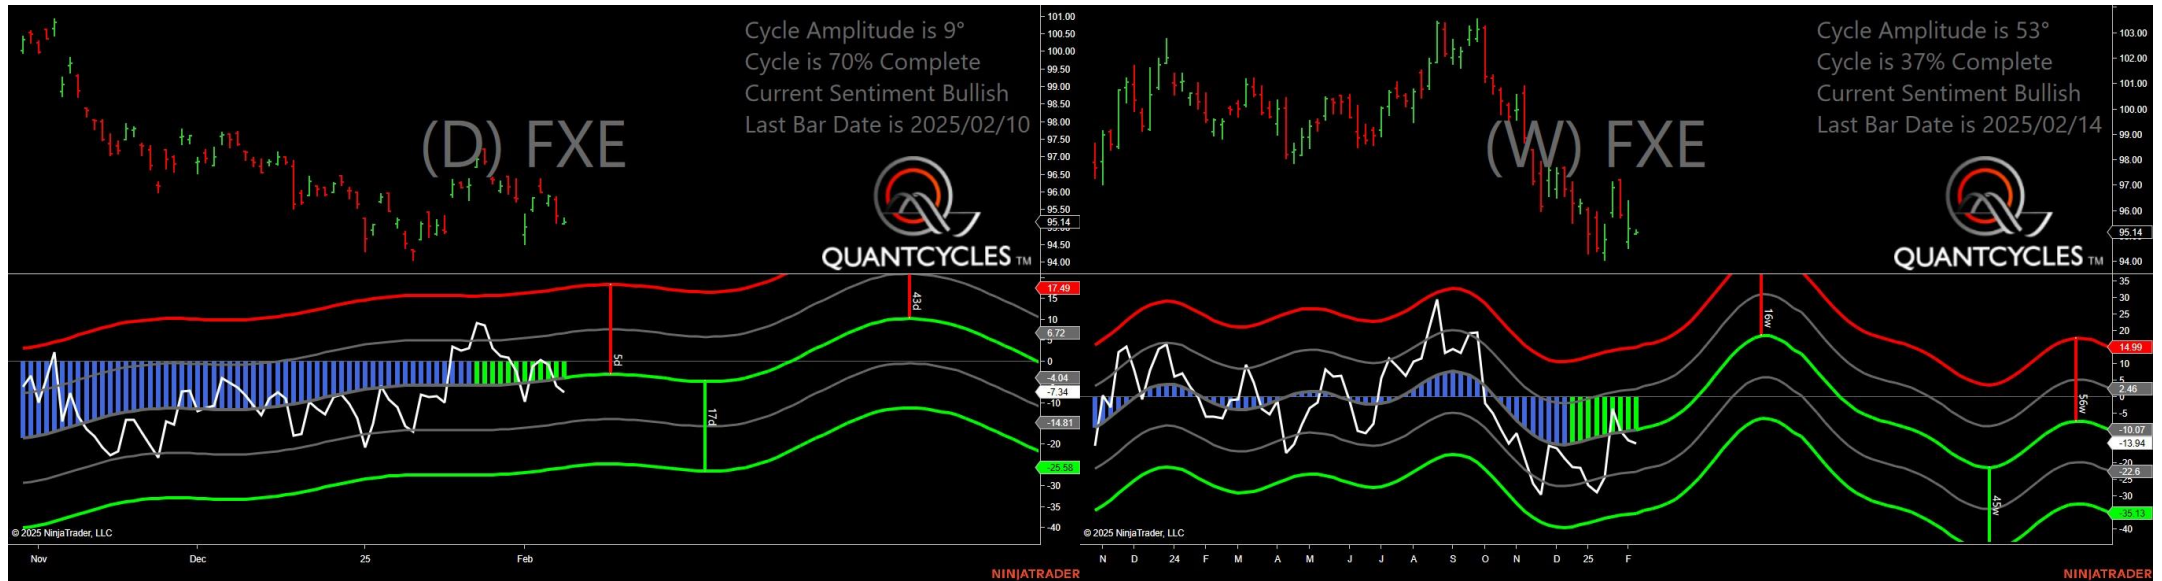 Cycle Amplitude is 9°
Cycle is 70% Complete
Current Sentiment Bullish
Last Bar Date is 2025/02/10
(D) FXE
QUANTCYCLES TM
101.00
100.50
100.00
99.50
99.00
98.50
98.00
97.50
97.00
96.50
96.00
95.50
95.14
94.50
94.00
17.49
15
10
6.72
5
0
-4.04
-7.34
-10
-14.81
-20
-25.58
-30
-35
-40
5d
17d
43d
© 2025 NinjaTrader, LLC
Nov Dec 25 Feb
NINJATRADER
Cycle Amplitude is 53°
Cycle is 37% Complete
Current Sentiment Bullish
Last Bar Date is 2025/02/14
(W) FXE
QUANTCYCLES TM
103.00
102.00
101.00
100.00
99.00
98.00
97.00
96.00
95.14
94.00
35
30
25
20
14.99
10
5
2.46
0
-5
-10.07
-13.94
-20
-22.6
-25
-30
-35.13
-40
16w
45w
56w
© 2025 NinjaTrader, LLC
N D 24 F M A M J J A S O N D 25 F
NINJATRADER